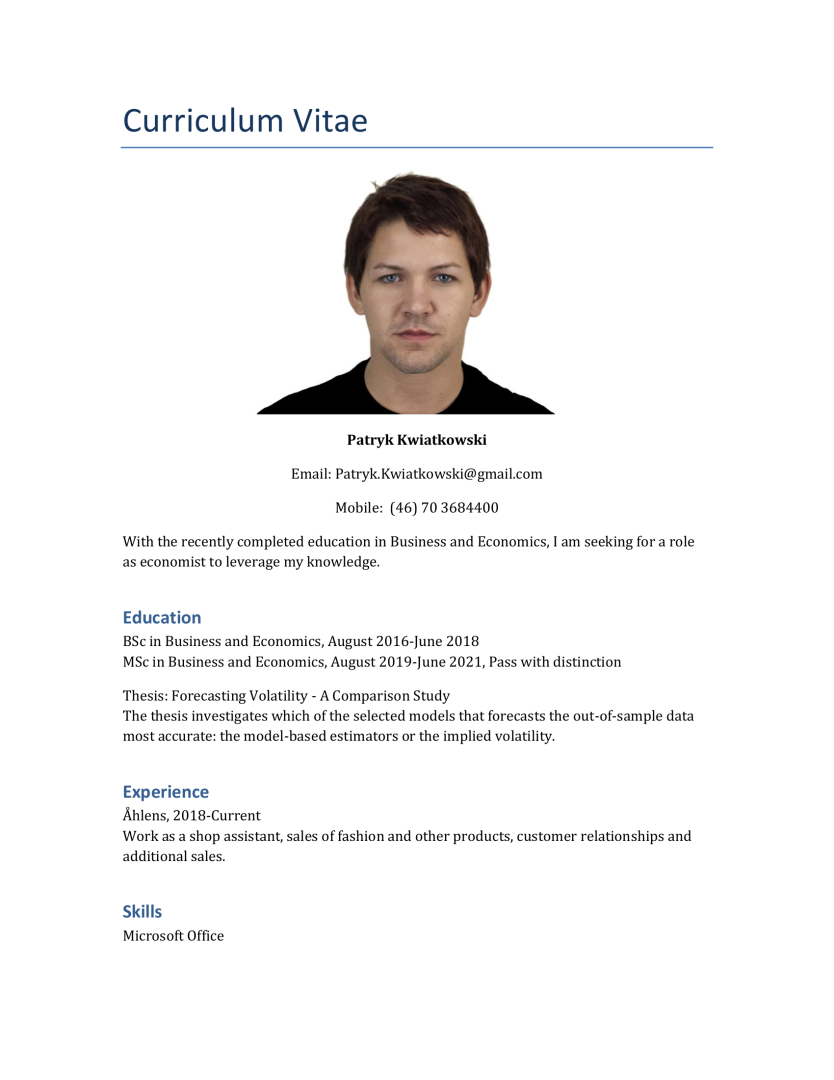 Curriculum Vitae
Patryk Kwiatkowski
Email: Patryk.Kwiatkowski@gmail.com
Mobile:  (46) 70 3684400
With the recently completed education in Business and Economics, I am seeking for a role
as economist to leverage my knowledge.
Education
BSc in Business and Economics, August 2016-June 2018
MSc in Business and Economics, August 2019-June 2021, Pass with distinction
Thesis: Forecasting Volatility - A Comparison Study
The thesis investigates which of the selected models that forecasts the out-of-sample data
most accurate: the model-based estimators or the implied volatility.
Experience
Åhlens, 2018-Current
Work as a shop assistant, sales of fashion and other products, customer relationships and
additional sales.
Skills
Microsoft Office